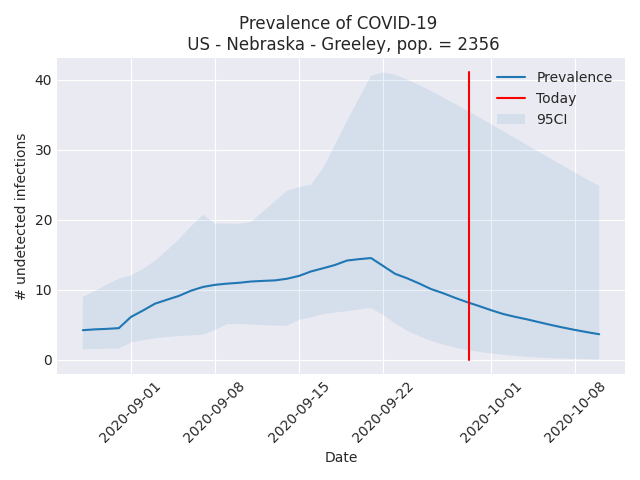 Prevalence of COVID-19
US - Nebraska - Greeley, pop. = 2356
Prevalence
Today
95CI
# undetected infections
40
30
20
10
0
2020-09-01
2020-09-08
2020-09-15
2020-09-22
2020-10-01
2020-10-08
Date